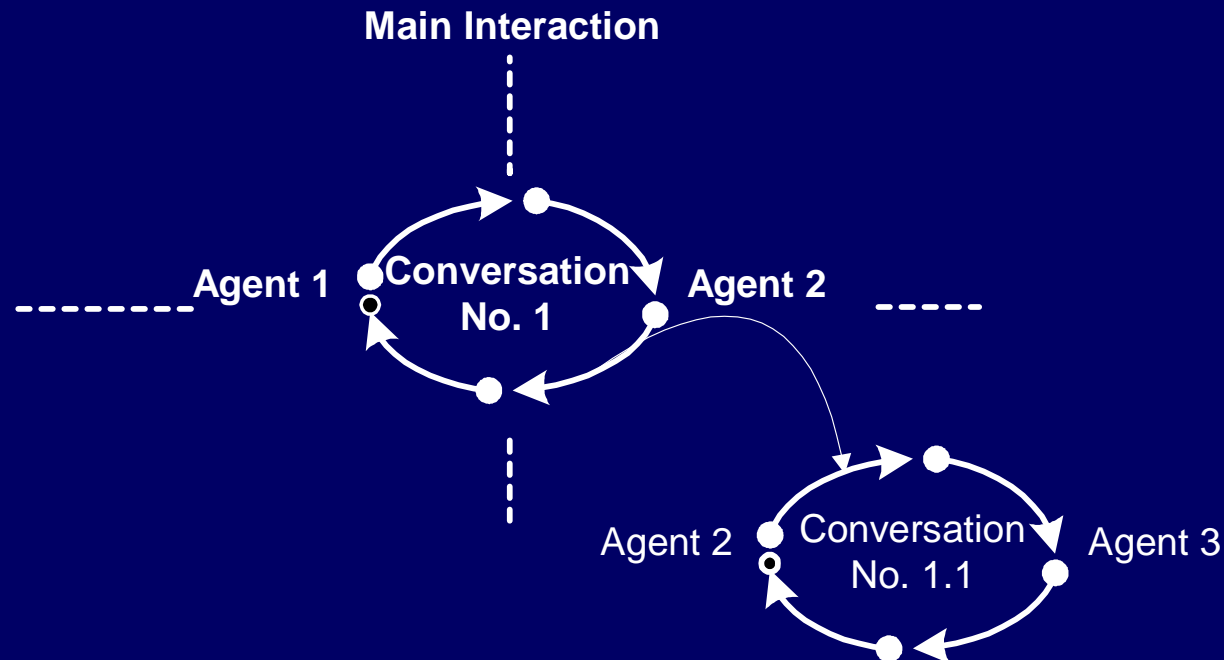 Main Interaction
Agent 1
Conversation
No. 1
Agent 2
Agent 2
Conversation
No. 1.1
Agent 3